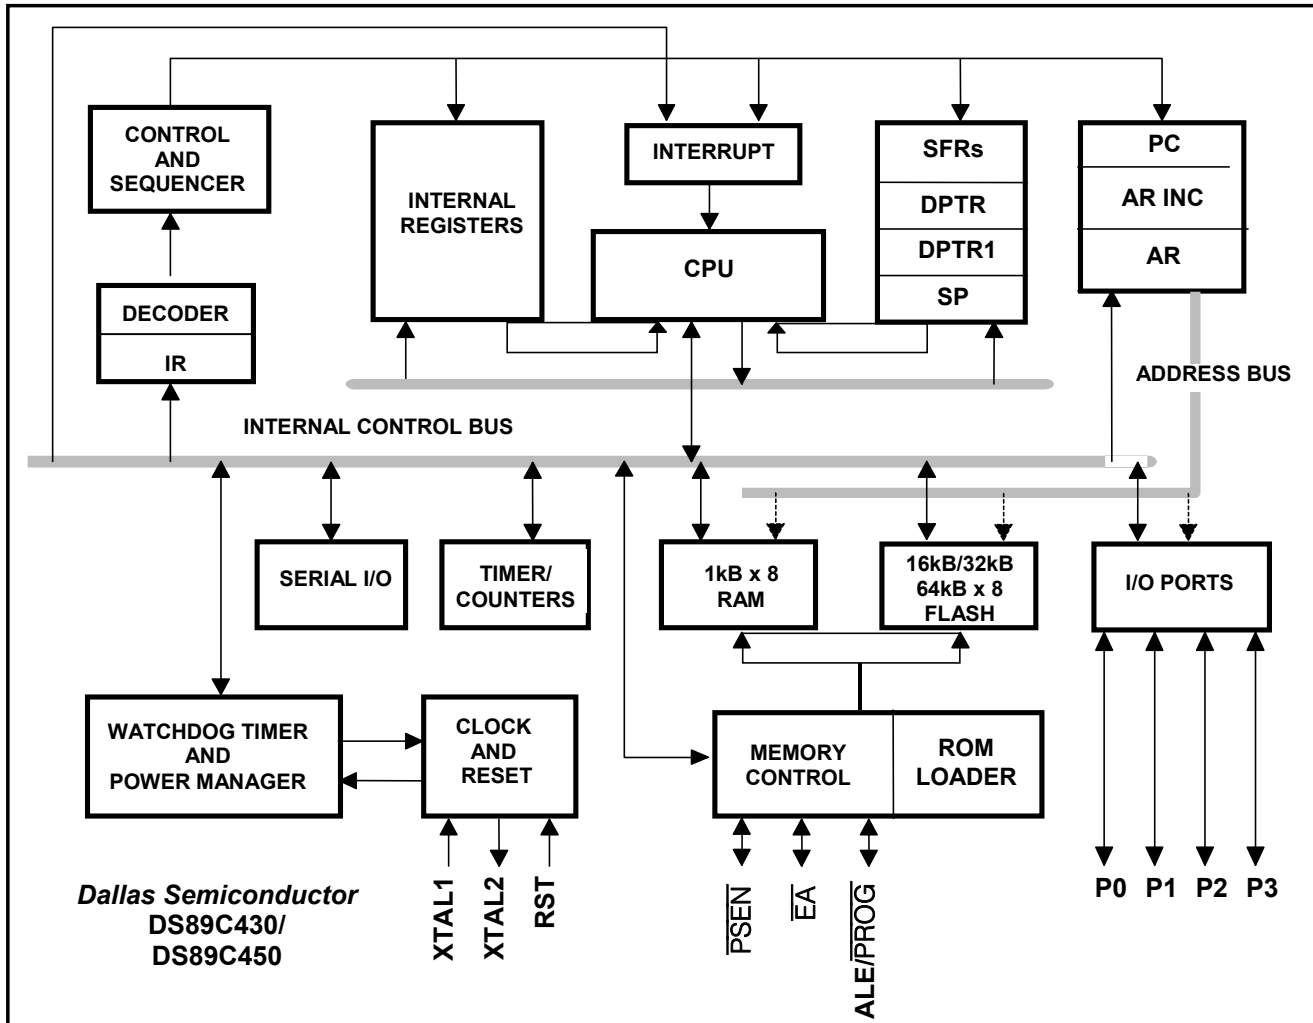 CONTROL
AND
SEQUENCER
INTERNAL
REGISTERS
INTERRUPT
CPU
SFRs
DPTR
DPTR1
SP
PC
AR INC
AR
DECODER
IR
ADDRESS BUS
INTERNAL CONTROL BUS
SERIAL I/O
TIMER/
COUNTERS
1kB x 8
RAM
16kB/32kB
64kB x 8
FLASH
I/O PORTS
WATCHDOG TIMER
AND
POWER MANAGER
CLOCK
AND
RESET
MEMORY
CONTROL
ROM
LOADER
XTAL1
XTAL2
RST
PSEN
EA
ALE/PROG
P0 P1 P2 P3
Dallas Semiconductor
DS89C430/
DS89C450